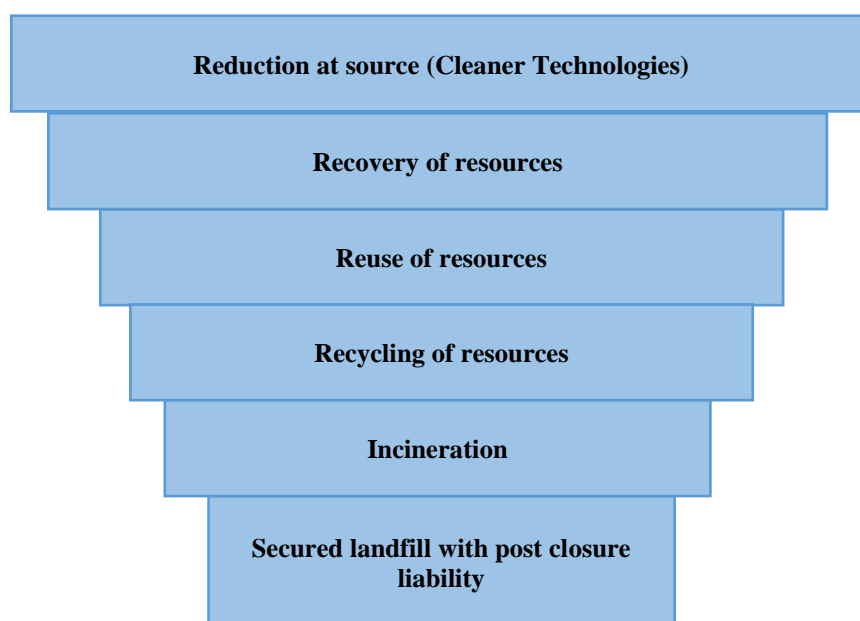 Reduction at source (Cleaner Technologies)
Recovery of resources
Reuse of resources
Recycling of resources
Incineration
Secured landfill with post closure
liability